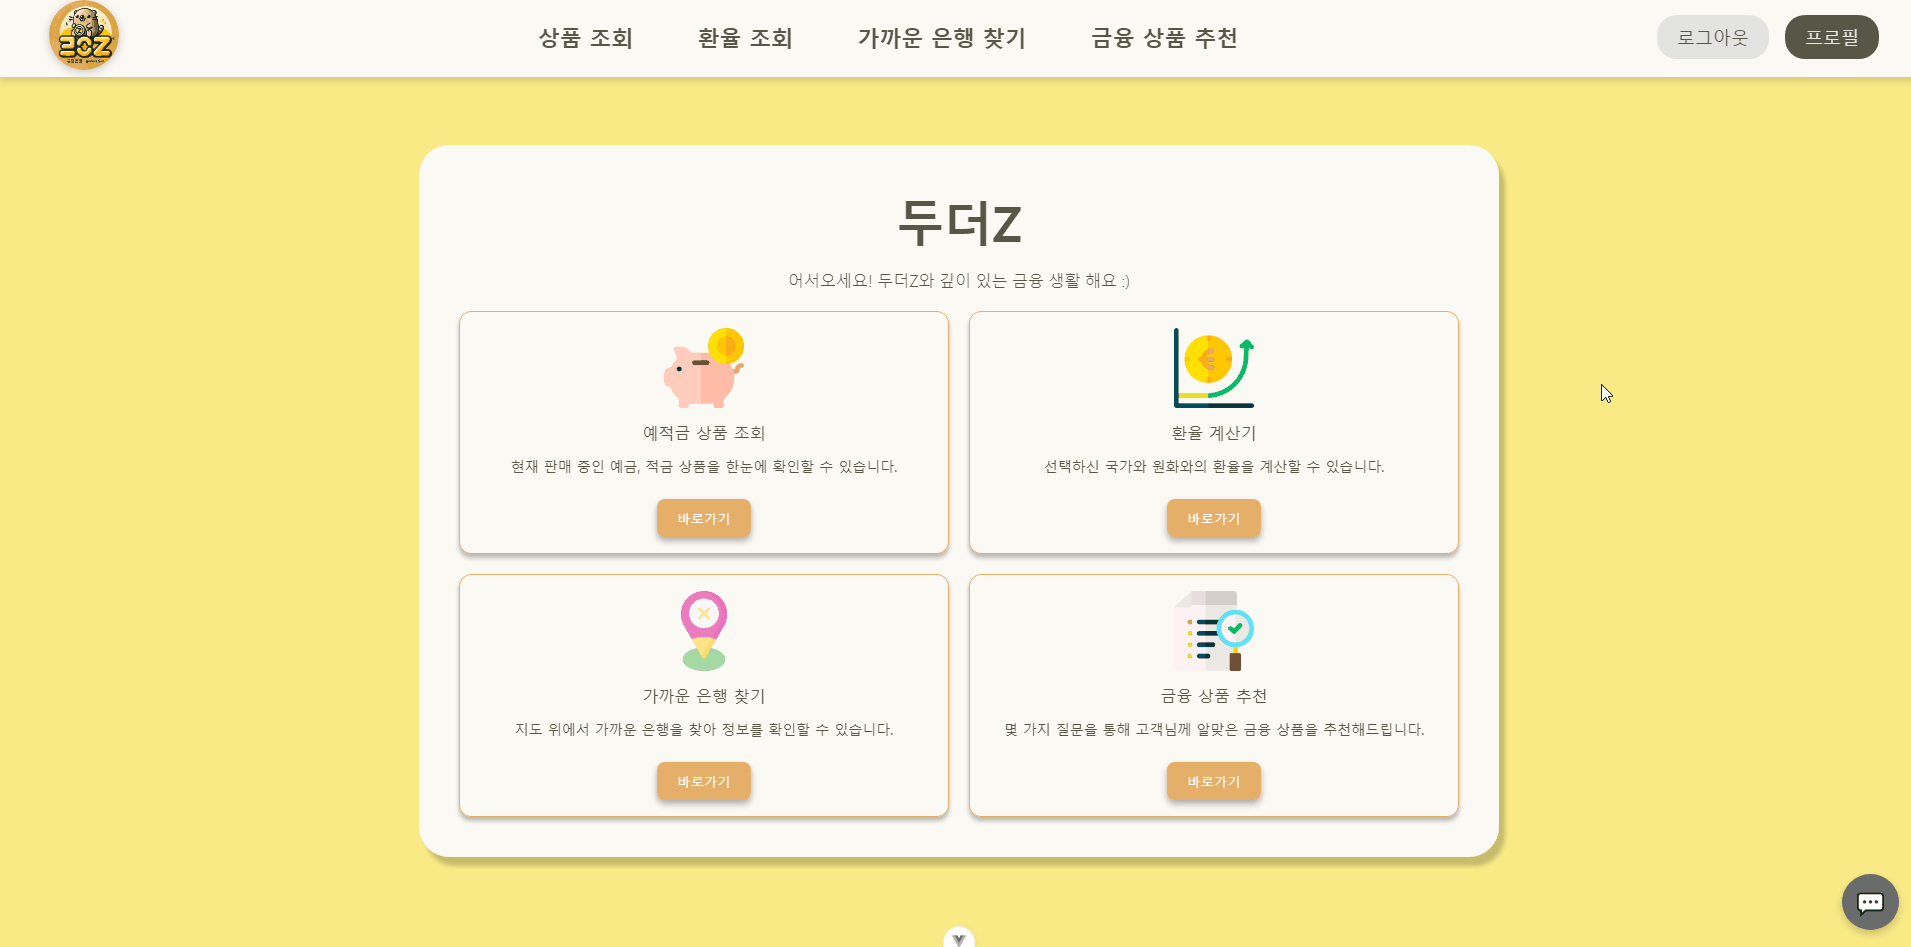 상품 조회
환율 조회
가까운 은행 찾기
금융 상품 추천
로그아웃
프로필
두더Z
어서오세요! 두더Z와 깊이 있는 금융 생활 해요 :)
예적금 상품 조회
현재 판매 중인 예금, 적금 상품을 한눈에 확인할 수 있습니다.
바로가기
환율 계산기
선택하신 국가와 원화와의 환율을 계산할 수 있습니다.
바로가기
가까운 은행 찾기
지도 위에서 가까운 은행을 찾아 정보를 확인할 수 있습니다.
바로가기
금융 상품 추천
몇 가지 질문을 통해 고객님께 알맞은 금융 상품을 추천해드립니다.
바로가기